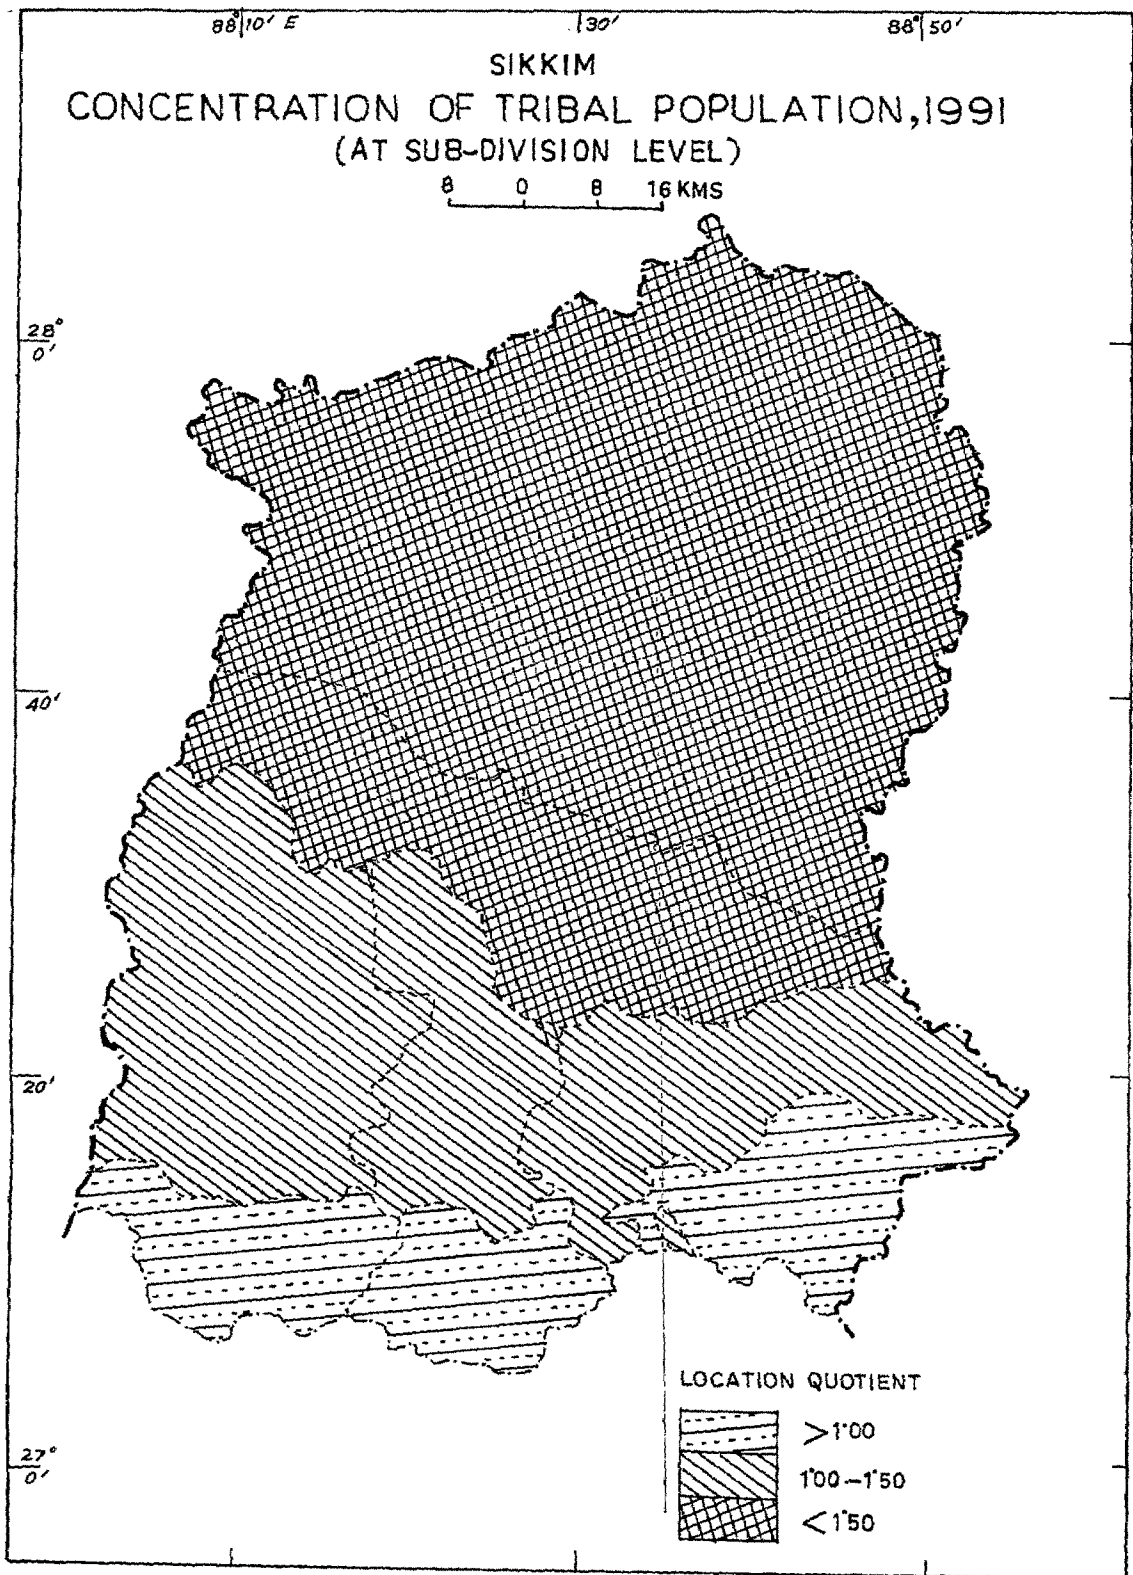 88°10' E 30' 88°50'
SIKKIM
CONCENTRATION OF TRIBAL POPULATION, 1991
(AT SUB-DIVISION LEVEL)
8 0 8 16 KMS
28°
0'
40'
20'
27°
0'
LOCATION QUOTIENT
>1·00
1·00-1·50
<1·50